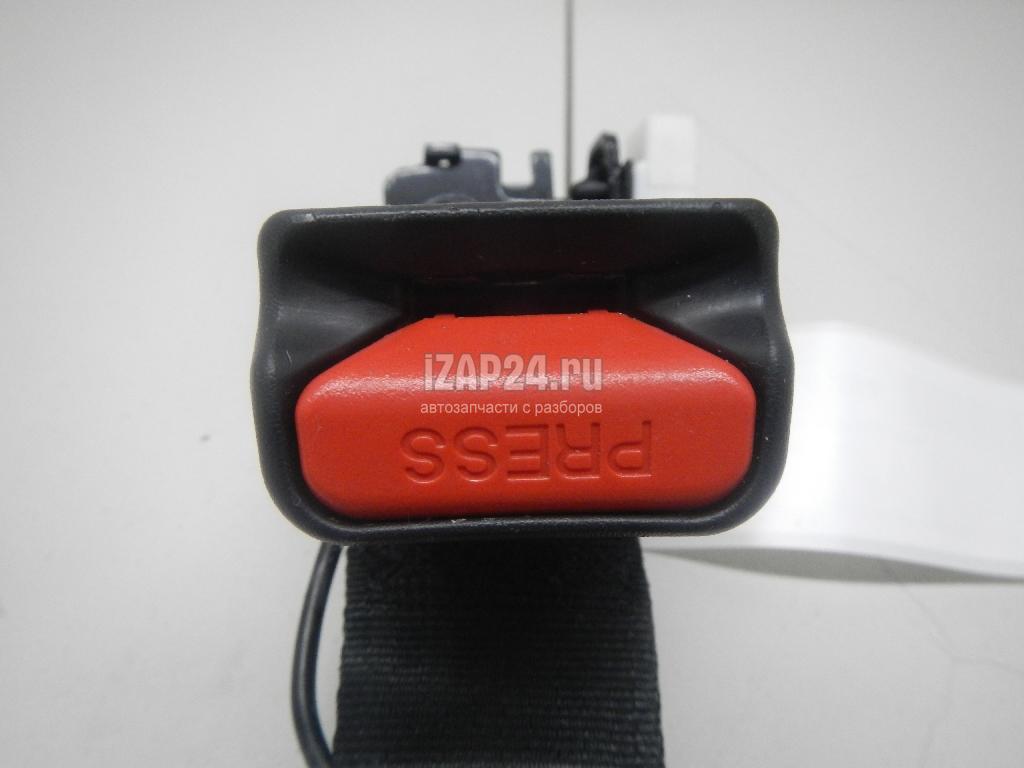 iZAP24.ru
автозапчасти с разборов
PRESS